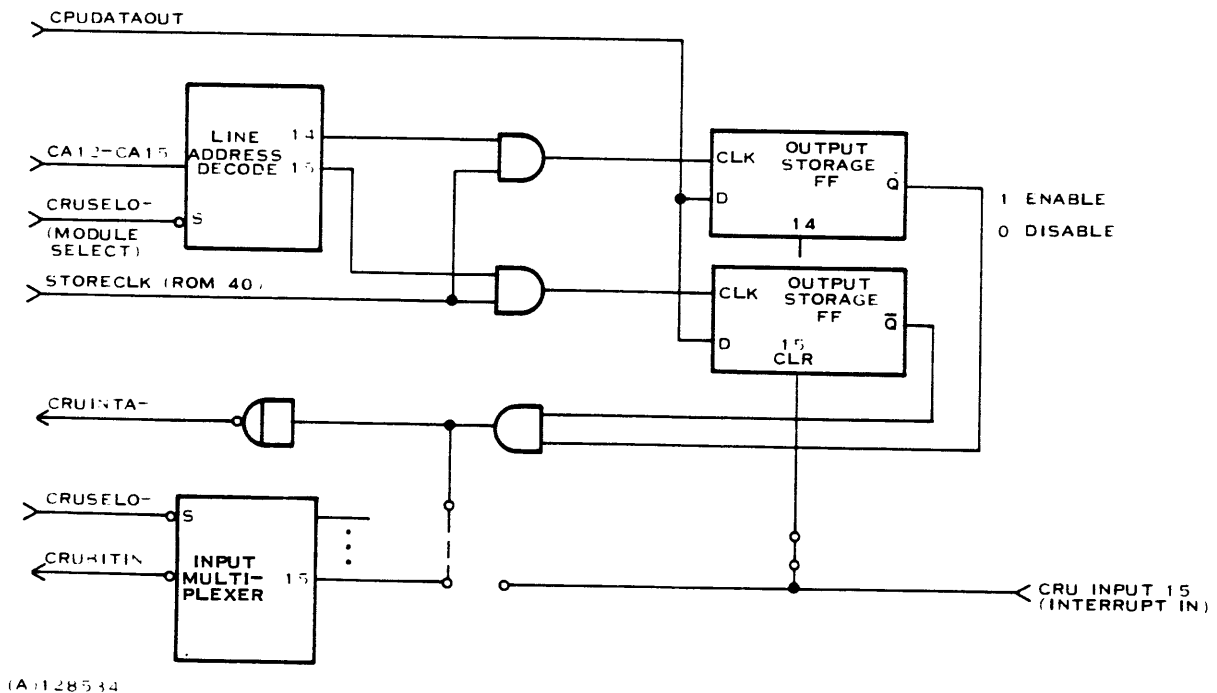 CPUDATAOUT
LINE
ADDRESS
DECODE
14
15
CA12-CA15
CRUSELO-
S
(MODULE
SELECT)
STORECLK (ROM 40)
CLK
OUTPUT
STORAGE
FF
Q
D
14
1 ENABLE
0 DISABLE
CLK
OUTPUT
STORAGE
FF
Q
D
15
CLR
CRUINTA-
CRUSELO-
S
CRUBITIN
INPUT
MULTI-
PLEXER
15
CRU INPUT 15
(INTERRUPT IN)
(A)128534